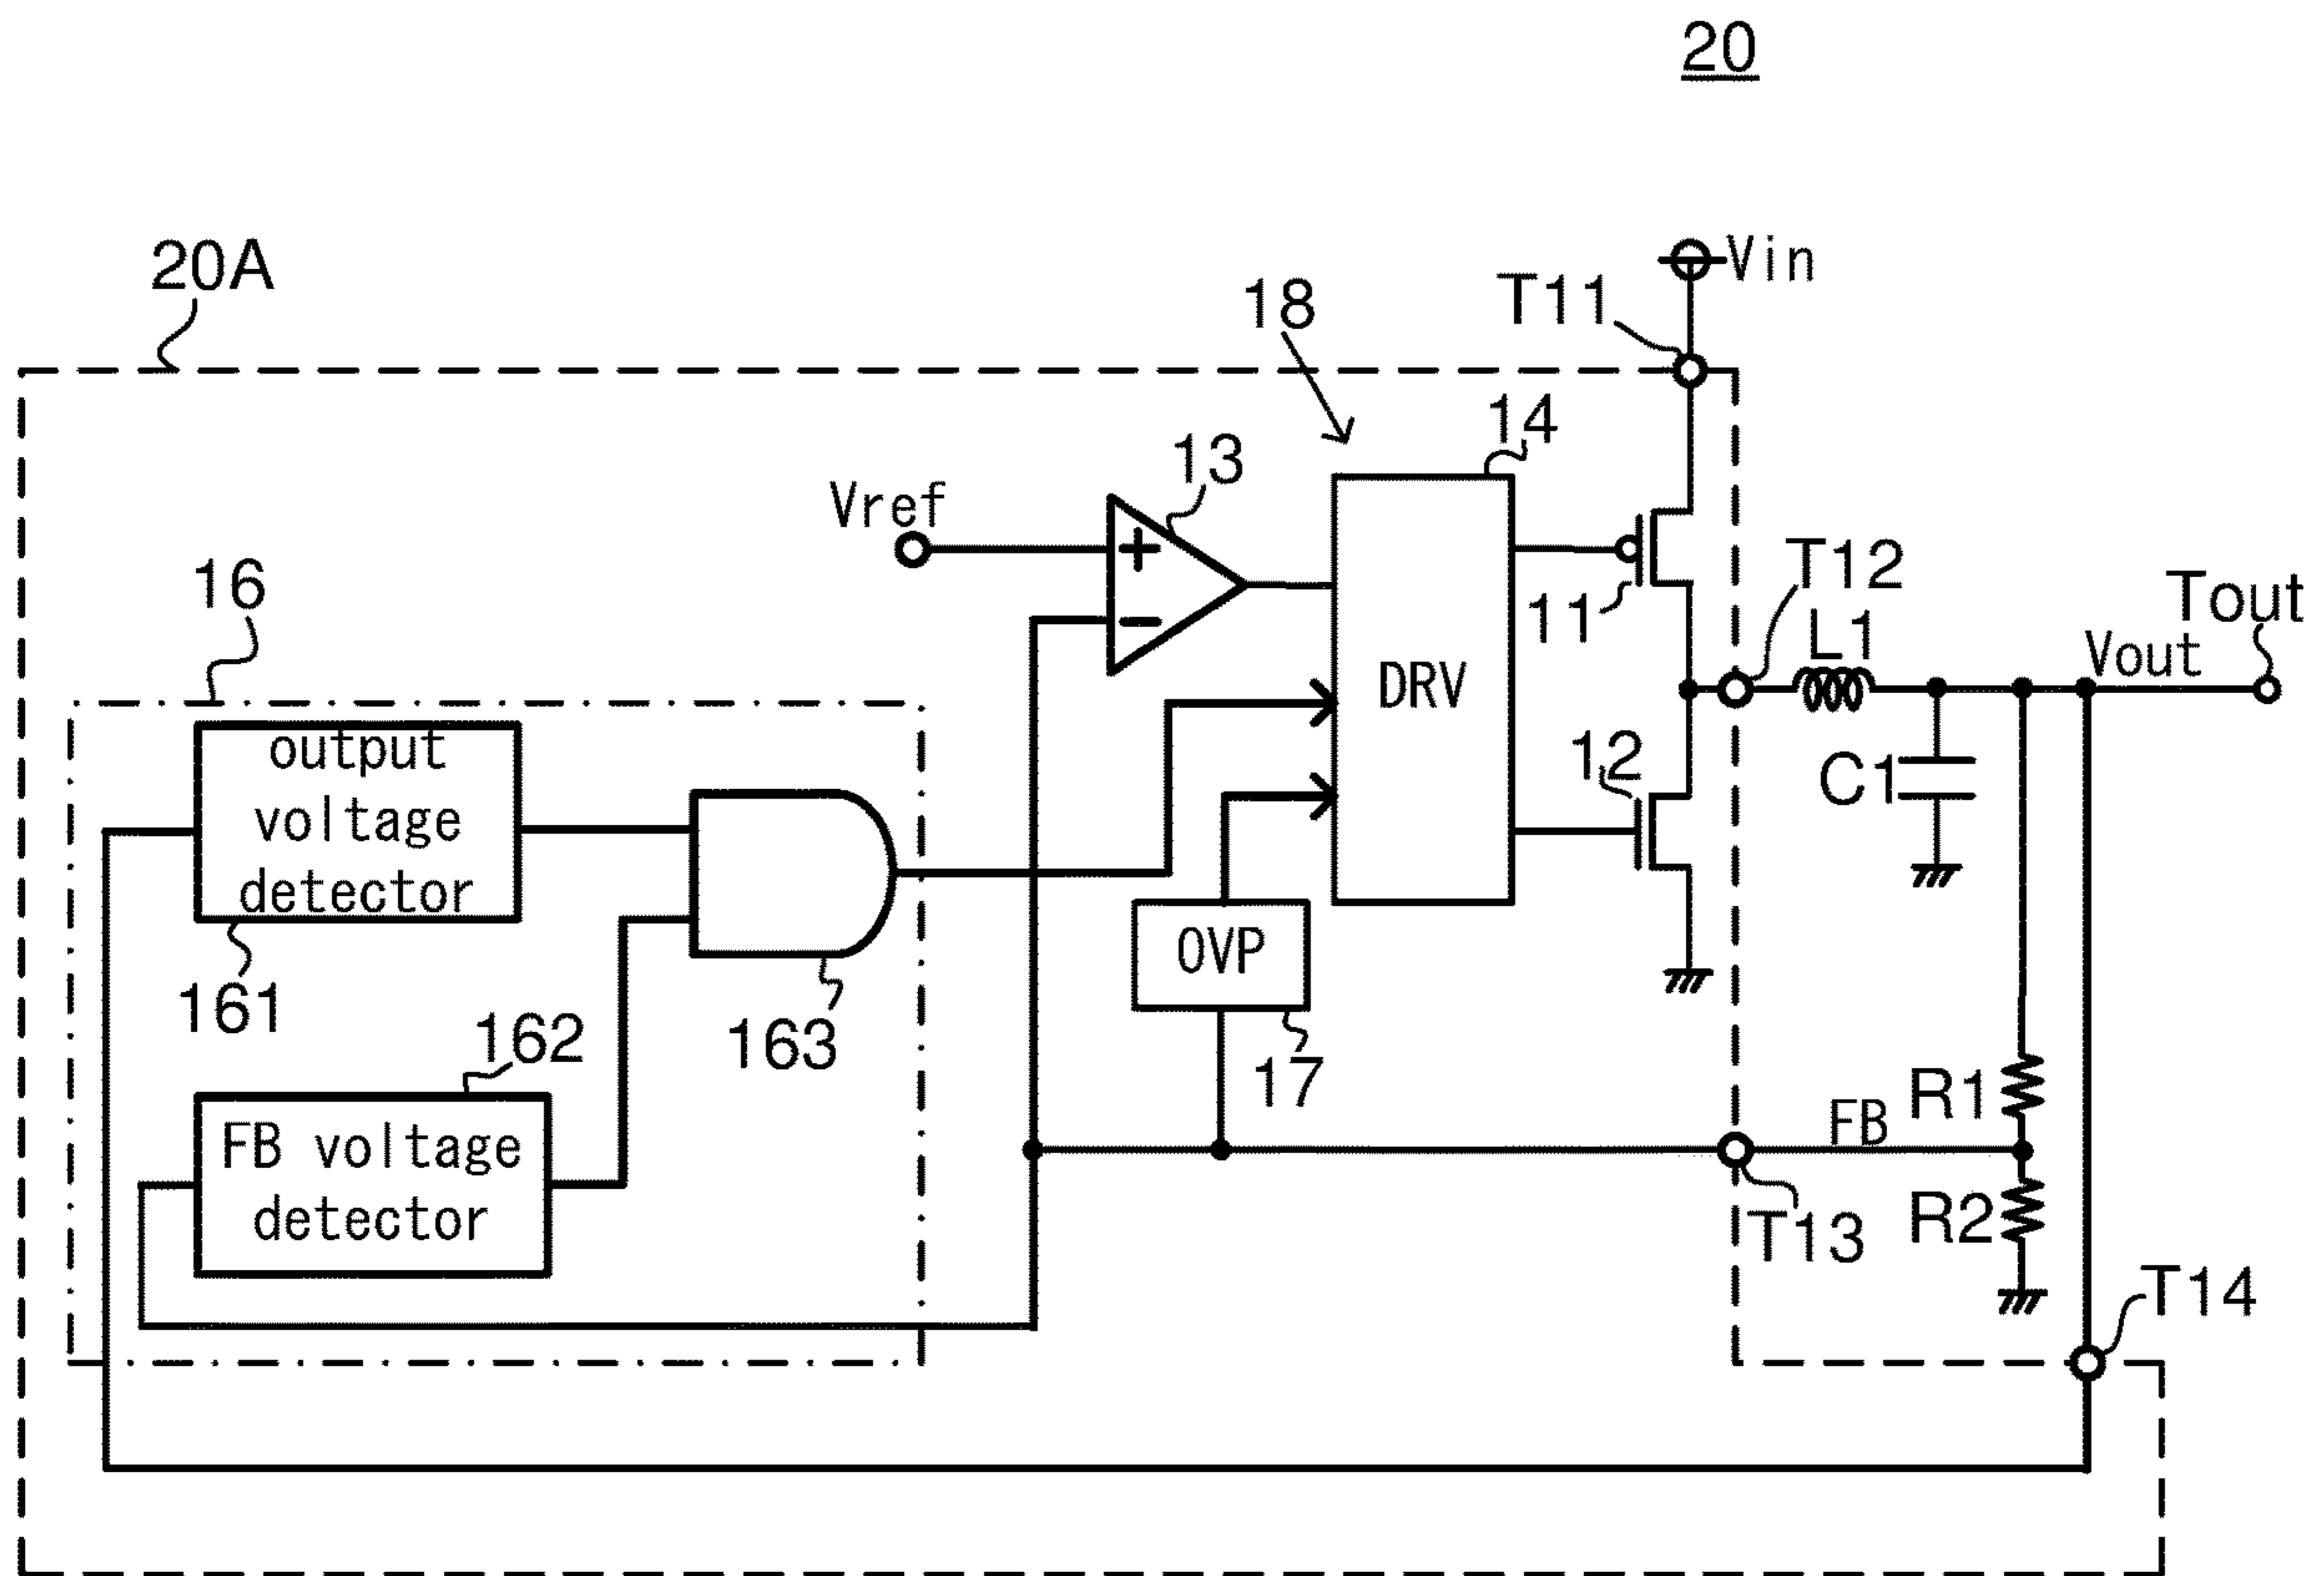 20
20A
Vin
T11
18
14
13
Vref
+
−
16
11
T12
L1
Tout
Vout
DRV
12
C1
output
voltage
detector
161
163
OVP
17
162
FB voltage
detector
R1
FB
R2
T13
T14